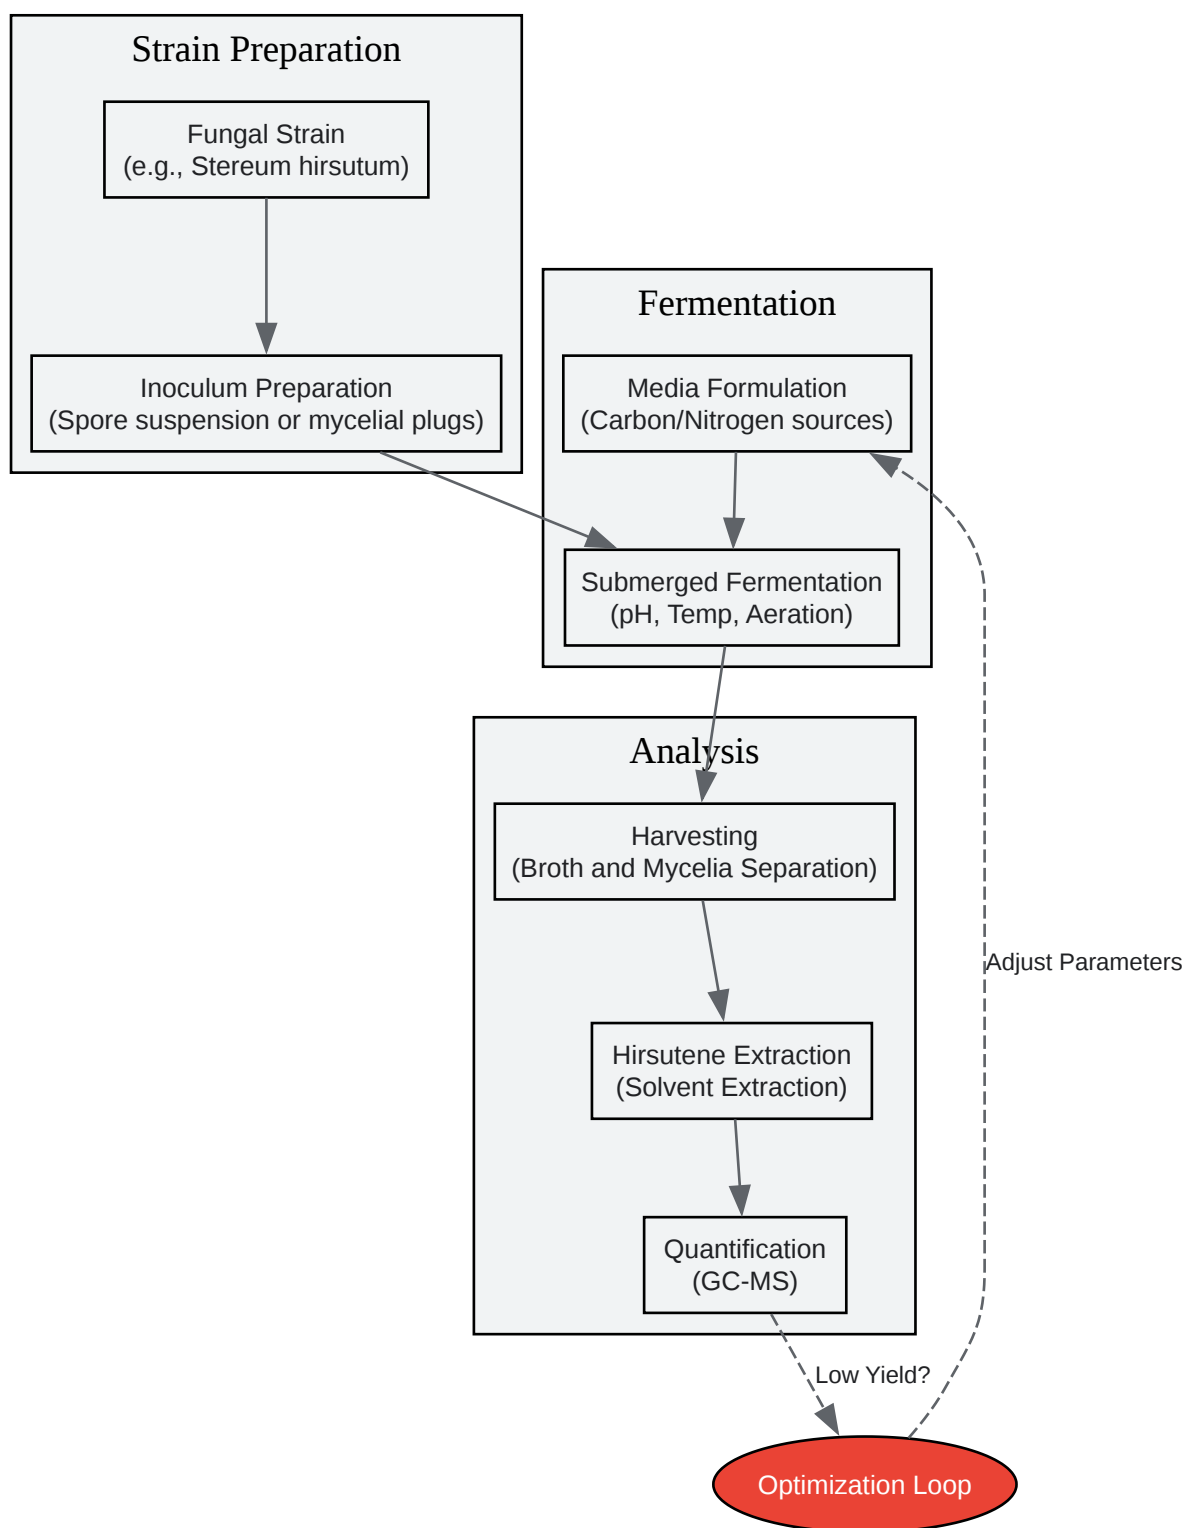 Strain Preparation
Fungal Strain
(e.g., Stereum hirsutum)
Inoculum Preparation
(Spore suspension or mycelial plugs)
Fermentation
Media Formulation
(Carbon/Nitrogen sources)
Submerged Fermentation
(pH, Temp, Aeration)
Analysis
Harvesting
(Broth and Mycelia Separation)
Hirsutene Extraction
(Solvent Extraction)
Quantification
(GC-MS)
Low Yield?
Optimization Loop
Adjust Parameters